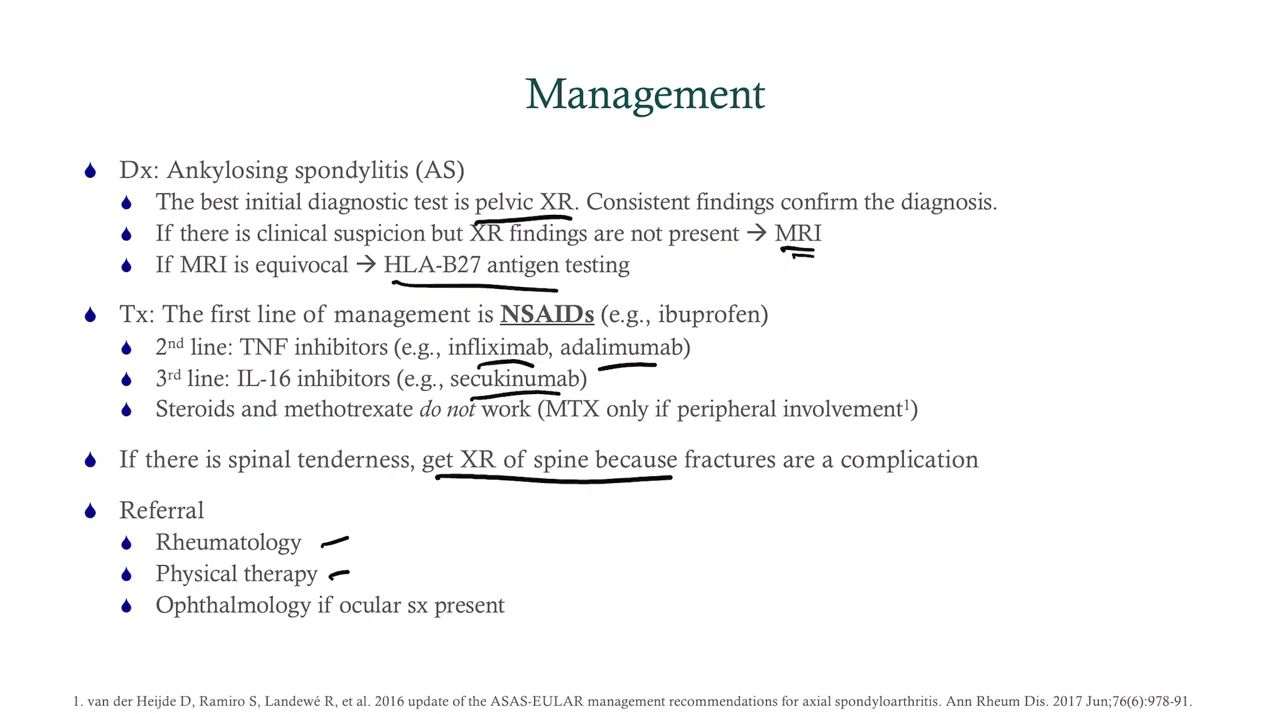 Management
Dx: Ankylosing spondylitis (AS)
The best initial diagnostic test is pelvic XR. Consistent findings confirm the diagnosis.
If there is clinical suspicion but XR findings are not present → MRI
If MRI is equivocal → HLA-B27 antigen testing
Tx: The first line of management is NSAIDs (e.g., ibuprofen)
2nd line: TNF inhibitors (e.g., infliximab, adalimumab)
3rd line: IL-16 inhibitors (e.g., secukinumab)
Steroids and methotrexate do not work (MTX only if peripheral involvement1)
If there is spinal tenderness, get XR of spine because fractures are a complication
Referral
Rheumatology
Physical therapy
Ophthalmology if ocular sx present
1. van der Heijde D, Ramiro S, Landewé R, et al. 2016 update of the ASAS-EULAR management recommendations for axial spondyloarthritis. Ann Rheum Dis. 2017 Jun;76(6):978-91.